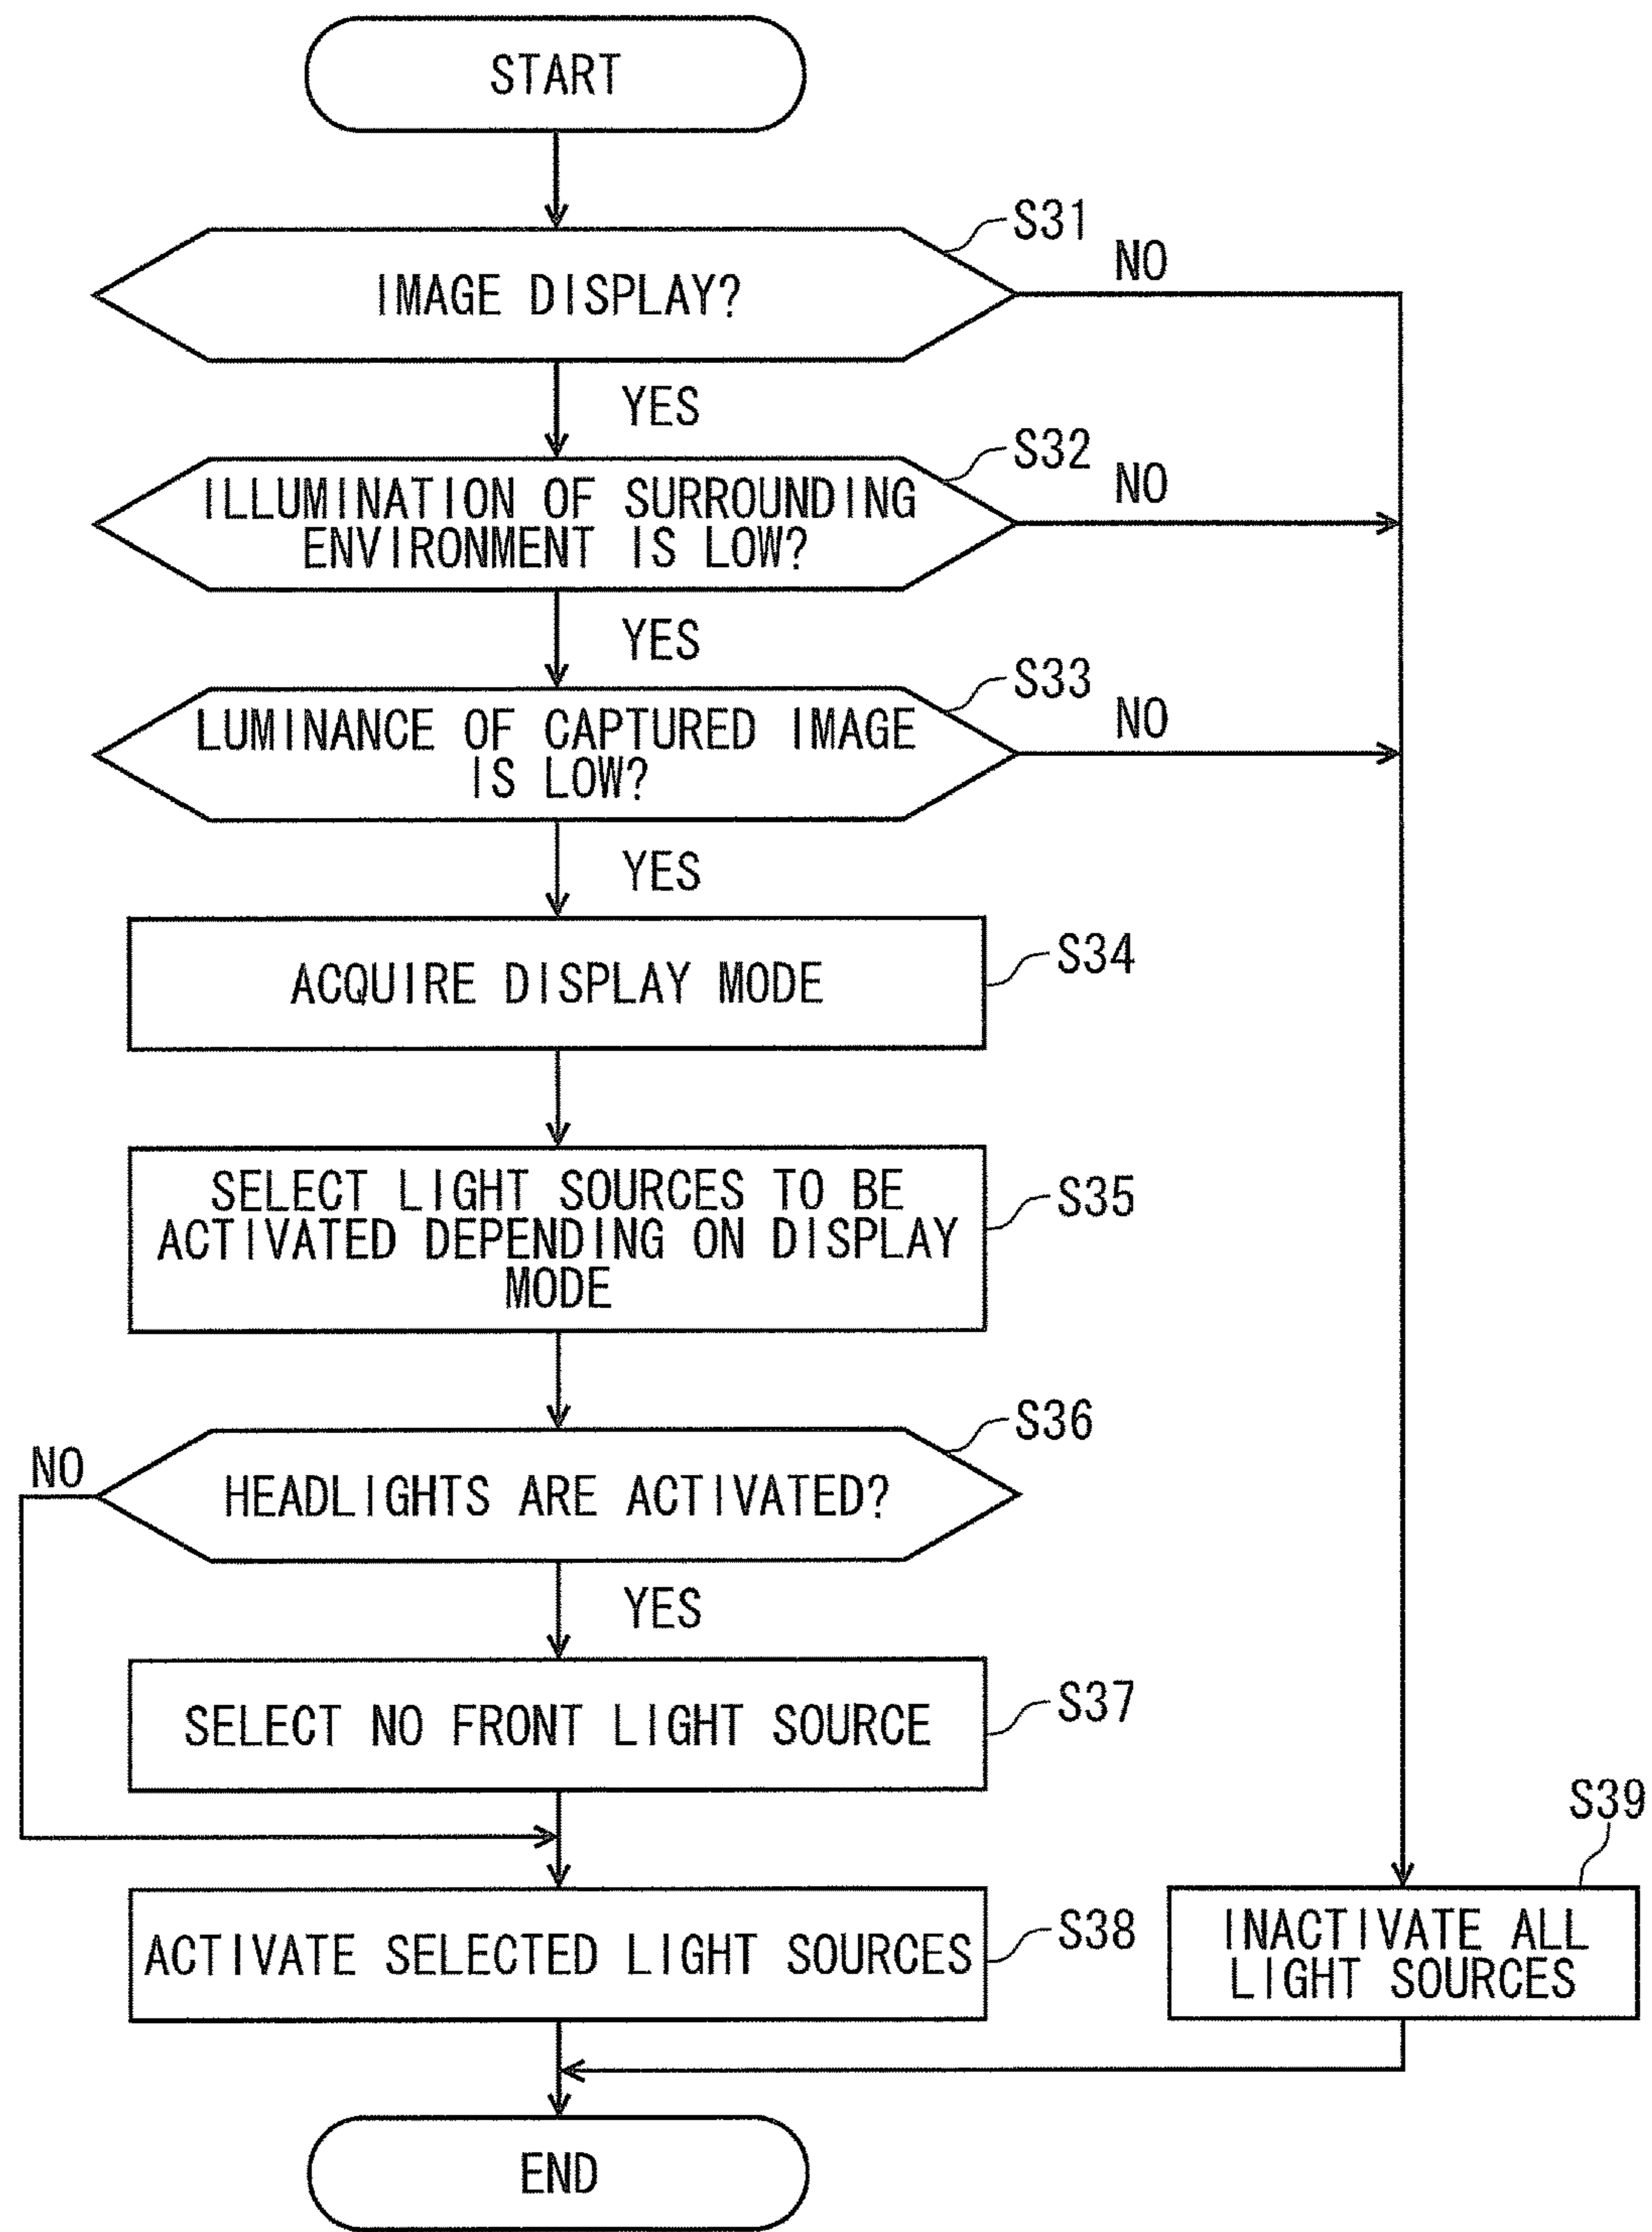 START
S31
IMAGE DISPLAY?
NO
YES
S32
ILLUMINATION OF SURROUNDING
ENVIRONMENT IS LOW?
NO
YES
S33
LUMINANCE OF CAPTURED IMAGE
IS LOW?
NO
YES
S34
ACQUIRE DISPLAY MODE
S35
SELECT LIGHT SOURCES TO BE
ACTIVATED DEPENDING ON DISPLAY
MODE
S36
NO
HEADLIGHTS ARE ACTIVATED?
YES
S37
SELECT NO FRONT LIGHT SOURCE
S38
ACTIVATE SELECTED LIGHT SOURCES
S39
INACTIVATE ALL
LIGHT SOURCES
END